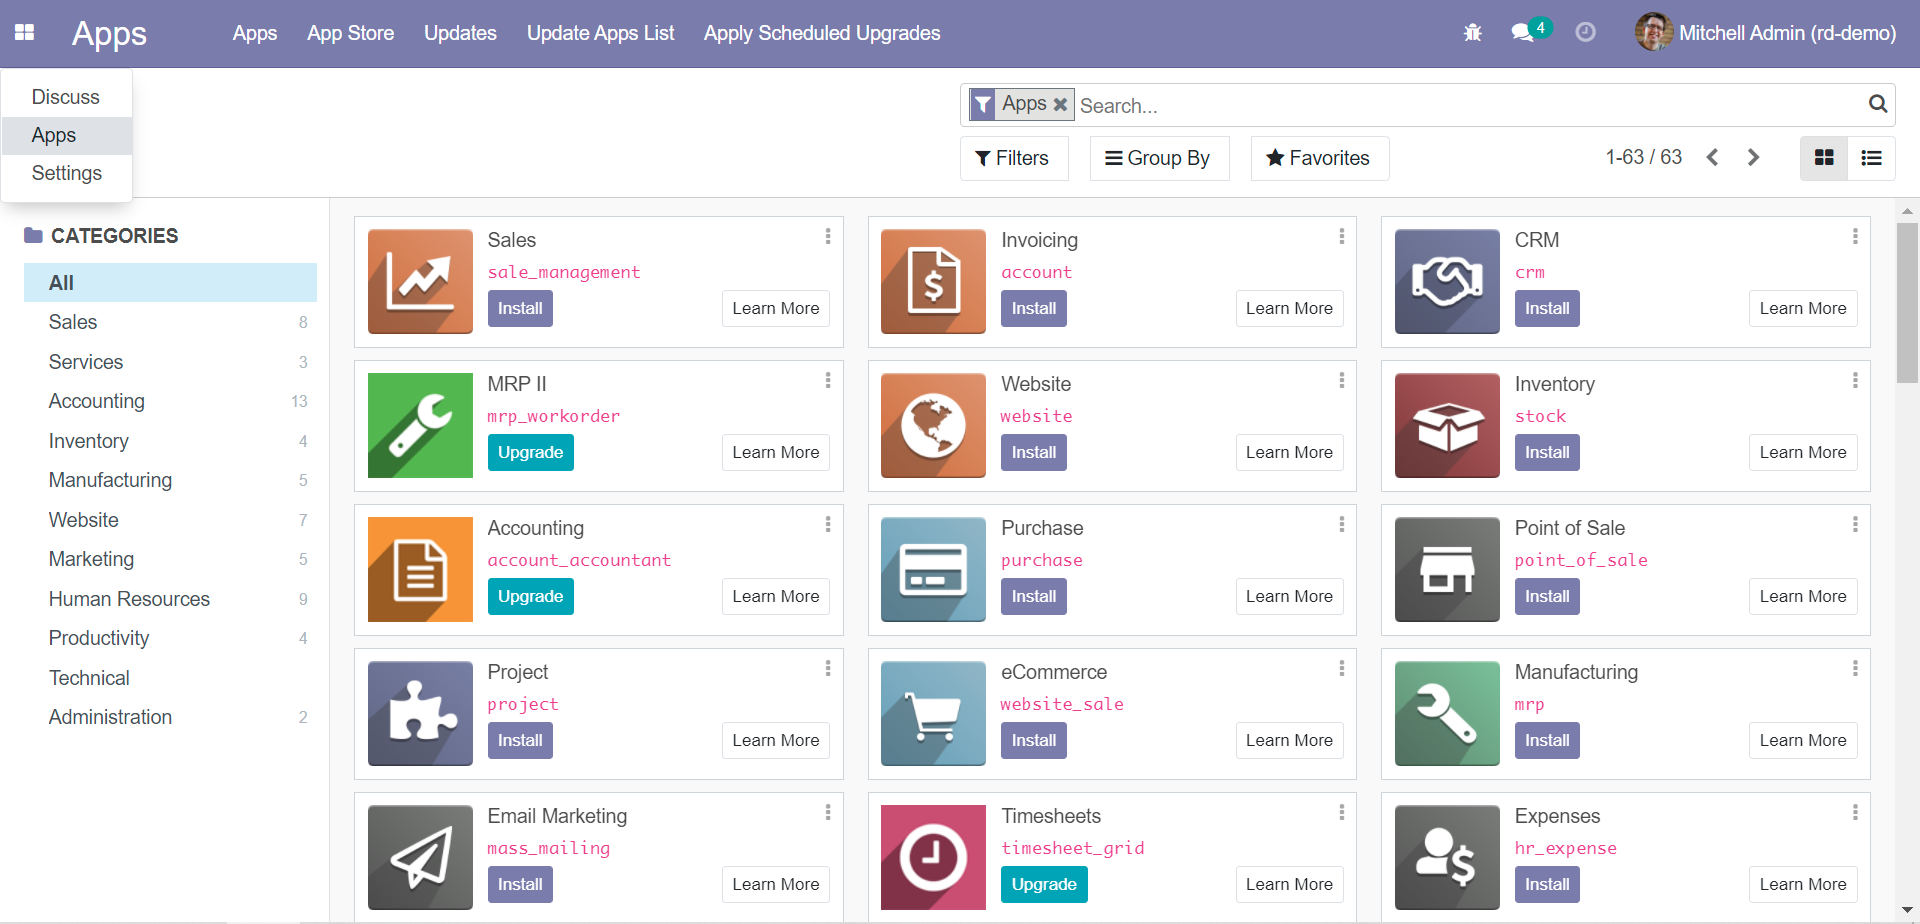 Apps
Apps App Store Updates Update Apps List Apply Scheduled Upgrades
4
Mitchell Admin (rd-demo)
Discuss
Apps
Settings
Apps Search...
Filters Group By Favorites
1-63 / 63
CATEGORIES
All
Sales 8
Services 3
Accounting 13
Inventory 4
Manufacturing 5
Website 7
Marketing 5
Human Resources 9
Productivity 4
Technical
Administration 2
Sales
sale_management
Install Learn More
Invoicing
account
Install Learn More
CRM
crm
Install Learn More
MRP II
mrp_workorder
Upgrade Learn More
Website
website
Install Learn More
Inventory
stock
Install Learn More
Accounting
account_accountant
Upgrade Learn More
Purchase
purchase
Install Learn More
Point of Sale
point_of_sale
Install Learn More
Project
project
Install Learn More
eCommerce
website_sale
Install Learn More
Manufacturing
mrp
Install Learn More
Email Marketing
mass_mailing
Install Learn More
Timesheets
timesheet_grid
Upgrade Learn More
Expenses
hr_expense
Install Learn More